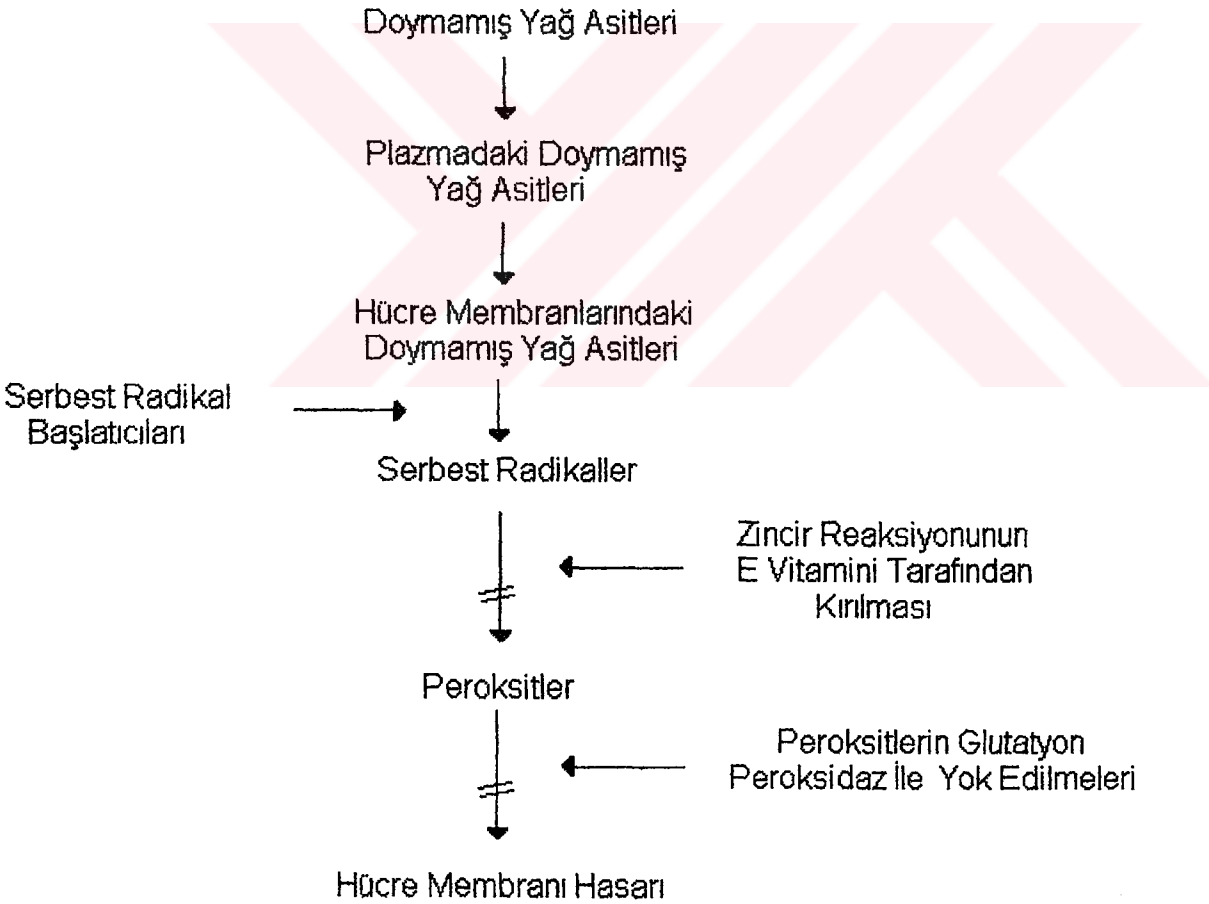 Doymamış Yağ Asitleri
Plazmadaki Doymamış
Yağ Asitleri
Hücre Membranlarındaki
Doymamış Yağ Asitleri
Serbest Radikal
Başlatıcıları
Serbest Radikaller
Zincir Reaksiyonunun
E Vitamini Tarafından
Kırılması
Peroksitler
Peroksitlerin Glutatyon
Peroksidaz İle Yok Edilmeleri
Hücre Membranı Hasarı